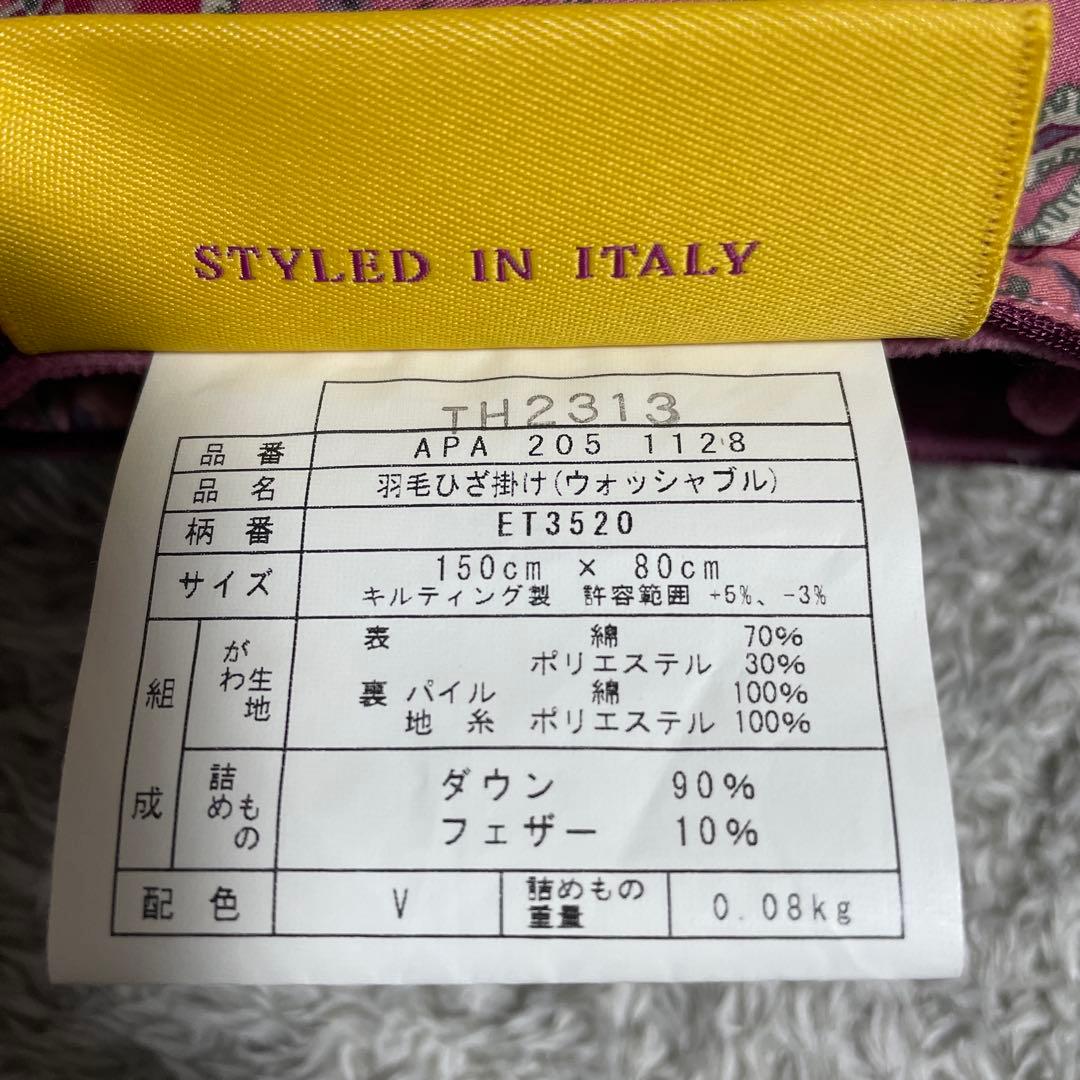 STYLED IN ITALY
TH2313
品 番 APA 205 1128
品 名 羽毛ひざ掛け(ウォッシャブル)
柄 番 ET3520
サイズ 150cm × 80cm
キルティング製 許容範囲 +5%、-3%
組成 がわ生地 表 綿 70%
ポリエステル 30%
裏 パイル 綿 100%
地 糸 ポリエステル 100%
詰めもの ダウン 90%
フェザー 10%
配 色 V 詰めもの重量 0.08kg